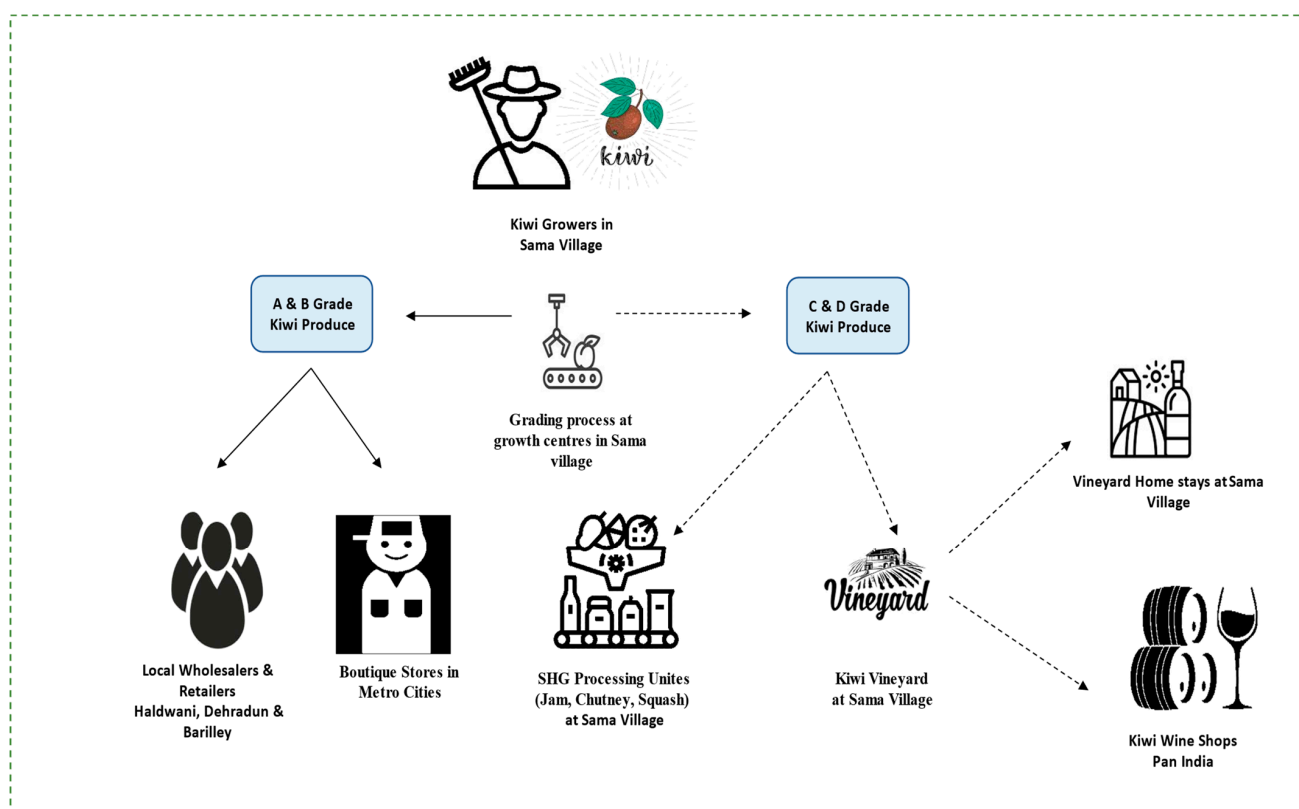 kiwi
Kiwi Growers in
Sama Village
A & B Grade
Kiwi Produce
C & D Grade
Kiwi Produce
Grading process at
growth centres in Sama
village
Vineyard Home stays at Sama
Village
Vineyard
Local Wholesalers &
Retailers
Haldwani, Dehradun &
Barilley
Boutique Stores in
Metro Cities
SHG Processing Unites
(Jam, Chutney, Squash)
at Sama Village
Kiwi Vineyard
at Sama Village
Kiwi Wine Shops
Pan India